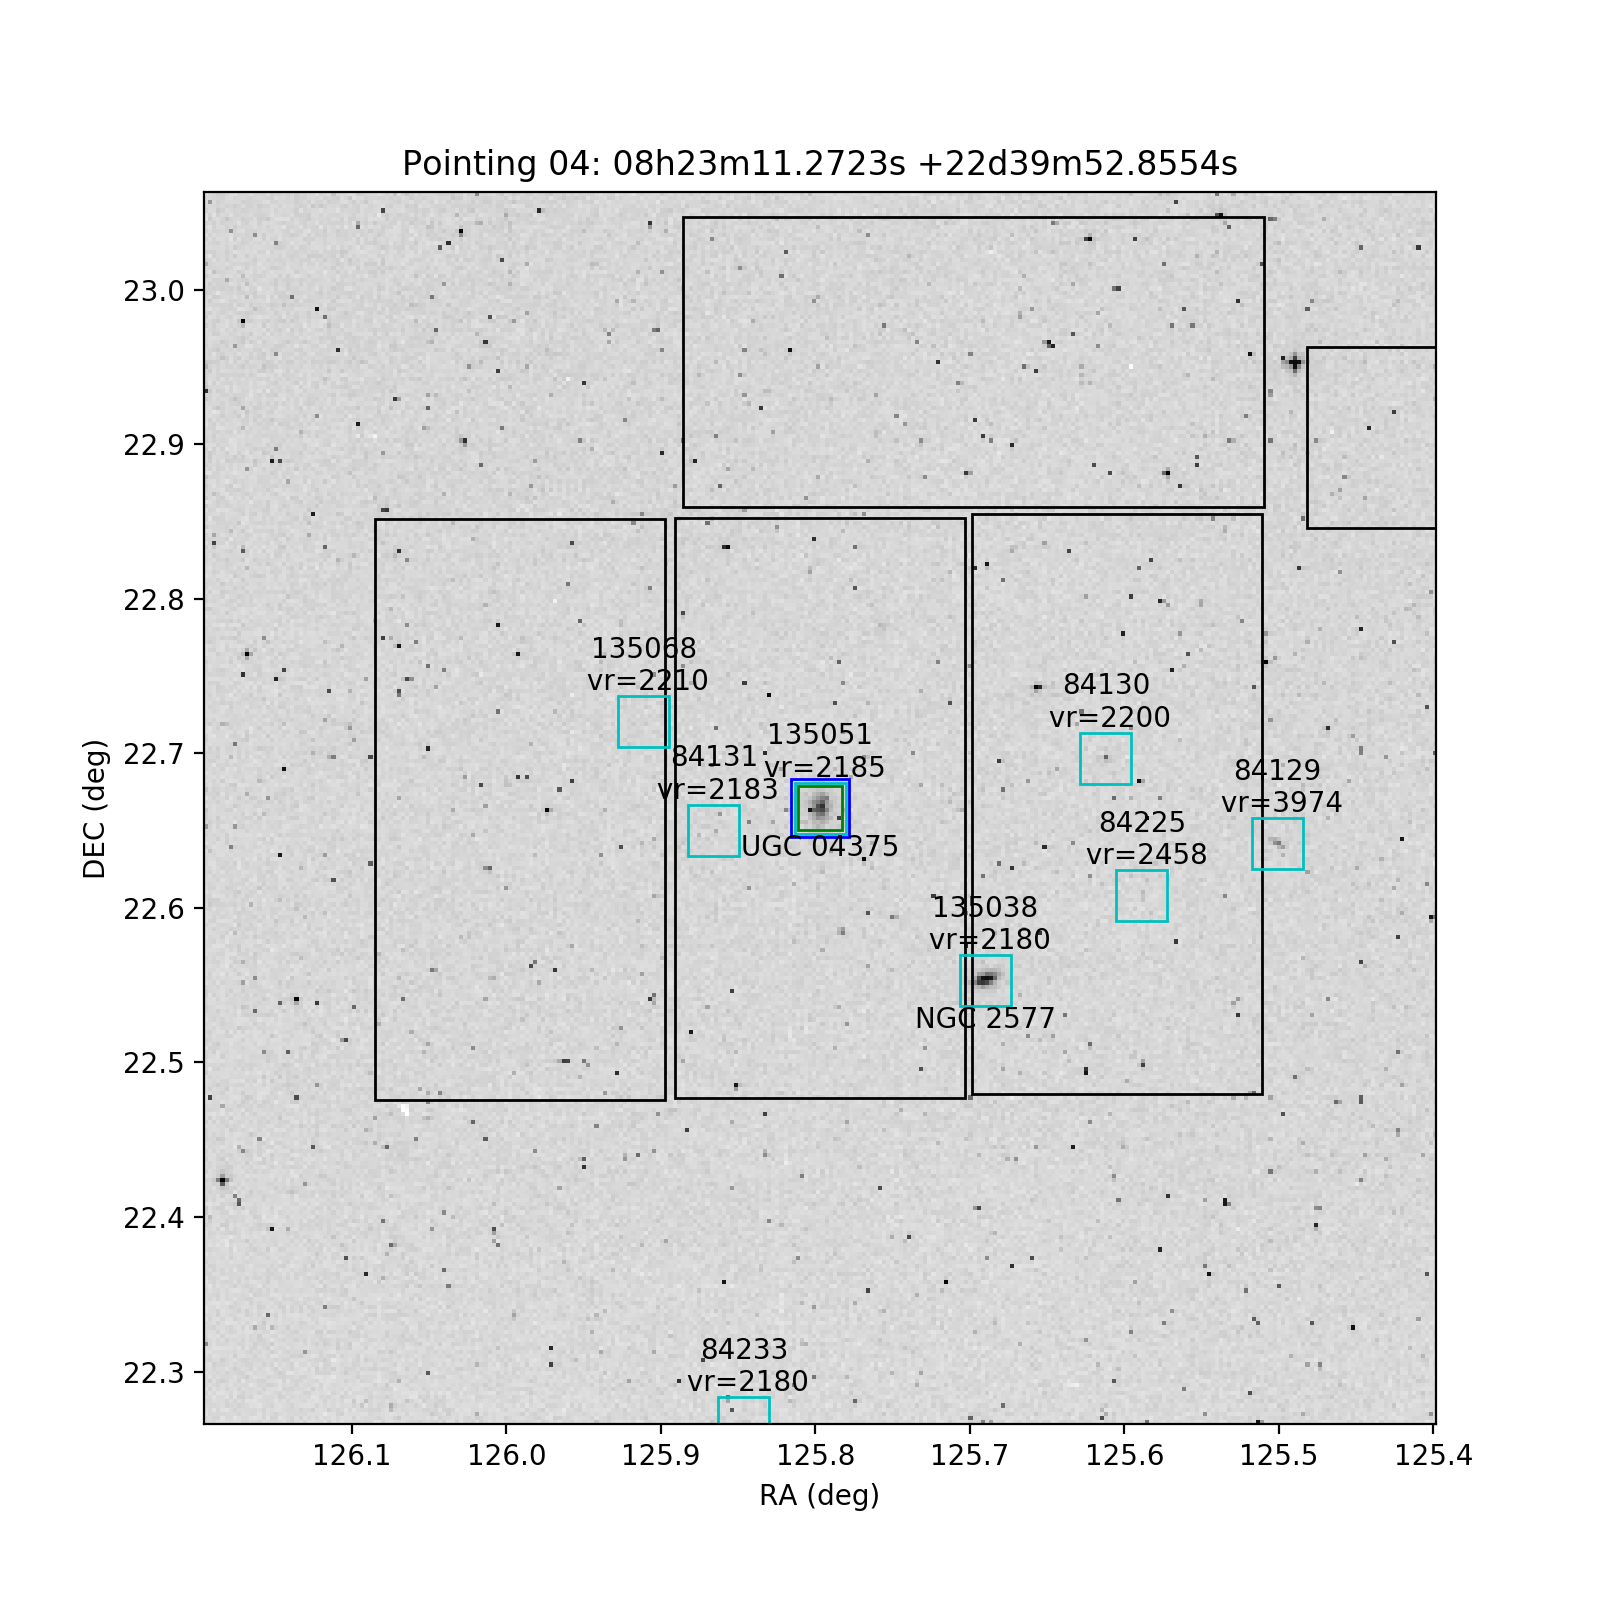 Pointing 04: 08h23m11.2723s +22d39m52.8554s
23.0
22.9
22.8
22.7
22.6
22.5
22.4
22.3
DEC (deg)
135068
vr=2210
84130
vr=2200
135051
vr=2185
84131
vr=2183
84129
vr=3974
84225
vr=2458
UGC 04375
135038
vr=2180
NGC 2577
84233
vr=2180
126.1 126.0 125.9 125.8 125.7 125.6 125.5 125.4
RA (deg)